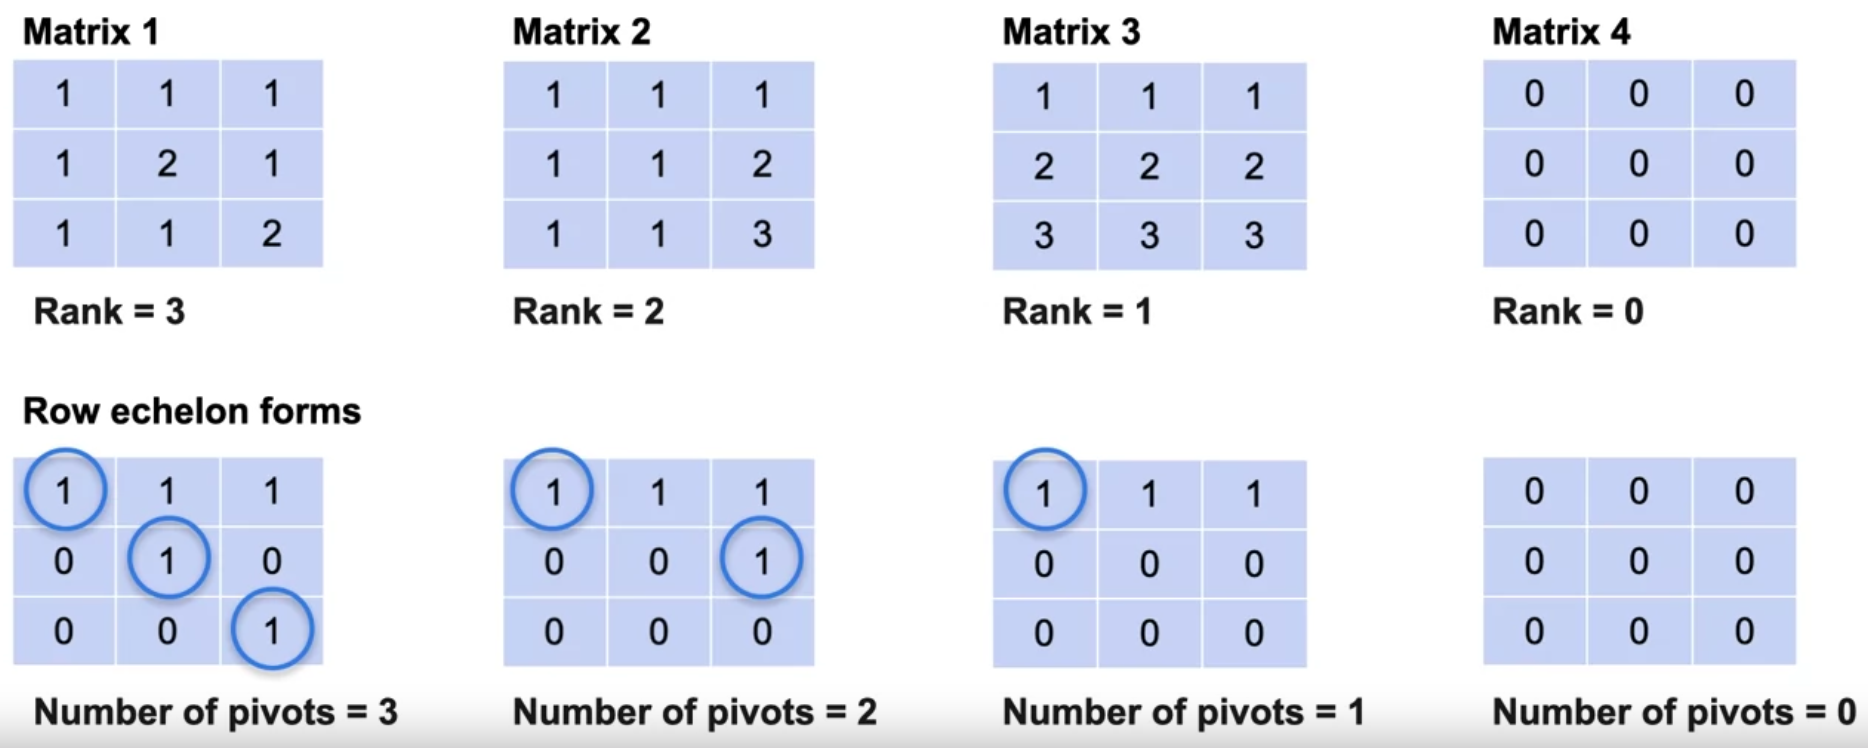 Matrix 1
1 1 1
1 2 1
1 1 2
Rank = 3
Matrix 2
1 1 1
1 1 2
1 1 3
Rank = 2
Matrix 3
1 1 1
2 2 2
3 3 3
Rank = 1
Matrix 4
0 0 0
0 0 0
0 0 0
Rank = 0
Row echelon forms
1 1 1
0 1 0
0 0 1
Number of pivots = 3
1 1 1
0 0 1
0 0 0
Number of pivots = 2
1 1 1
0 0 0
0 0 0
Number of pivots = 1
0 0 0
0 0 0
0 0 0
Number of pivots = 0